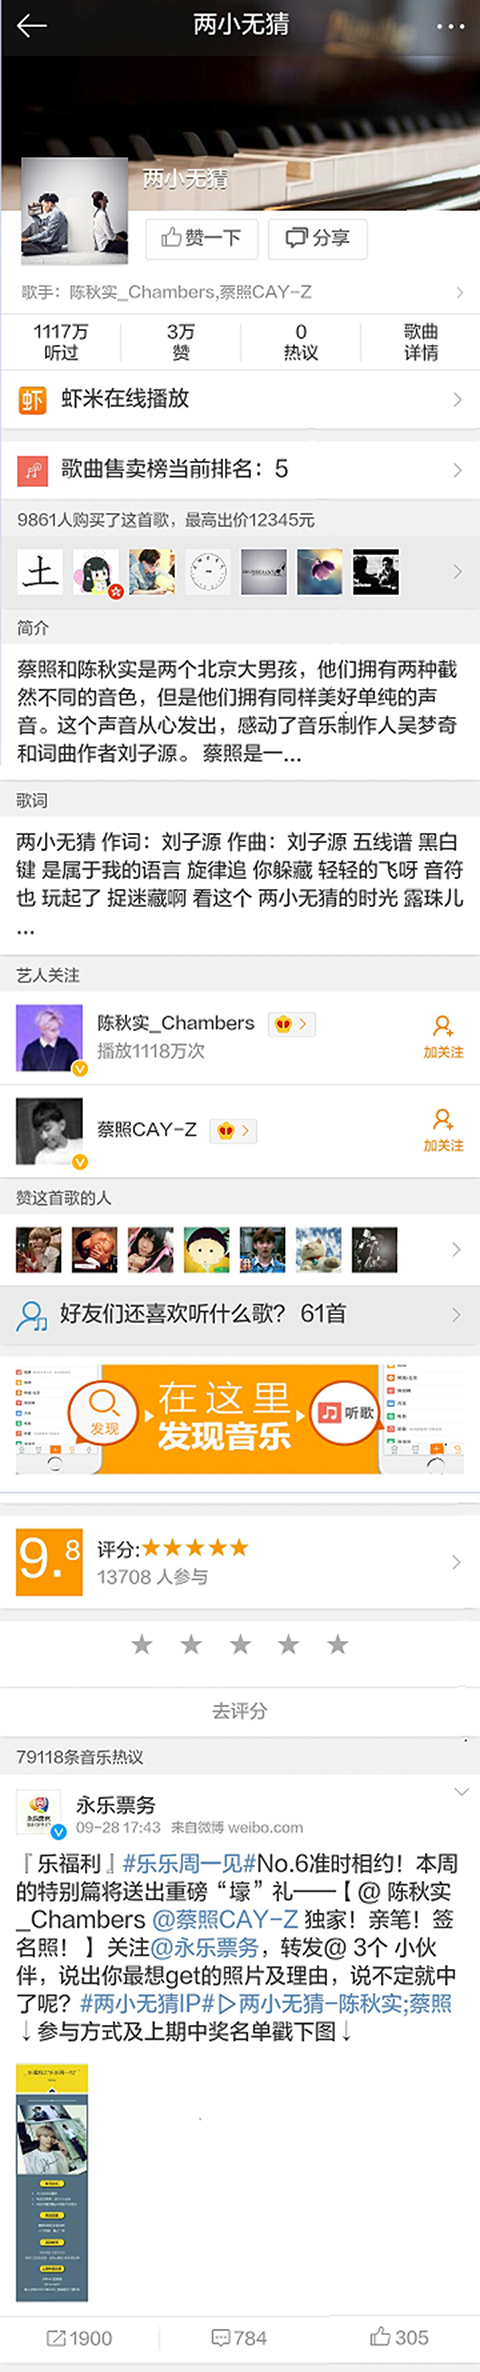 两小无猜
两小无猜
赞一下
分享
歌手：陈秋实_Chambers,蔡照CAY-Z
1117万 3万 0 歌曲
听过 赞 热议 详情
虾 虾米在线播放
歌曲售卖榜当前排名：5
9861人购买了这首歌，最高出价12345元
土
简介
蔡照和陈秋实是两个北京大男孩，他们拥有两种截
然不同的音色，但是他们拥有同样美好单纯的声
音。这个声音从心发出，感动了音乐制作人吴梦奇
和词曲作者刘子源。 蔡照是一...
歌词
两小无猜 作词：刘子源 作曲：刘子源 五线谱 黑白
键 是属于我的语言 旋律追 你躲藏 轻轻的飞呀 音符
也 玩起了 捉迷藏啊 看这个 两小无猜的时光 露珠儿
...
艺人关注
陈秋实_Chambers
播放1118万次
加关注
蔡照CAY-Z
加关注
赞这首歌的人
好友们还喜欢听什么歌？ 61首
发现
在这里
发现音乐
听歌
9.8
评分:★★★★★
13708 人参与
★ ★ ★ ★ ★
去评分
79118条音乐热议
永乐票务
09-28 17:43 来自微博 weibo.com
『乐福利』#乐乐周一见#No.6准时相约！本周
的特别篇将送出重磅“壕”礼——【@ 陈秋实
_Chambers @蔡照CAY-Z 独家！亲笔！签
名照！】关注@永乐票务，转发@ 3个 小伙
伴，说出你最想get的照片及理由，说不定就中
了呢？#两小无猜IP#▷两小无猜-陈秋实;蔡照
↓参与方式及上期中奖名单戳下图↓
1900 784 305